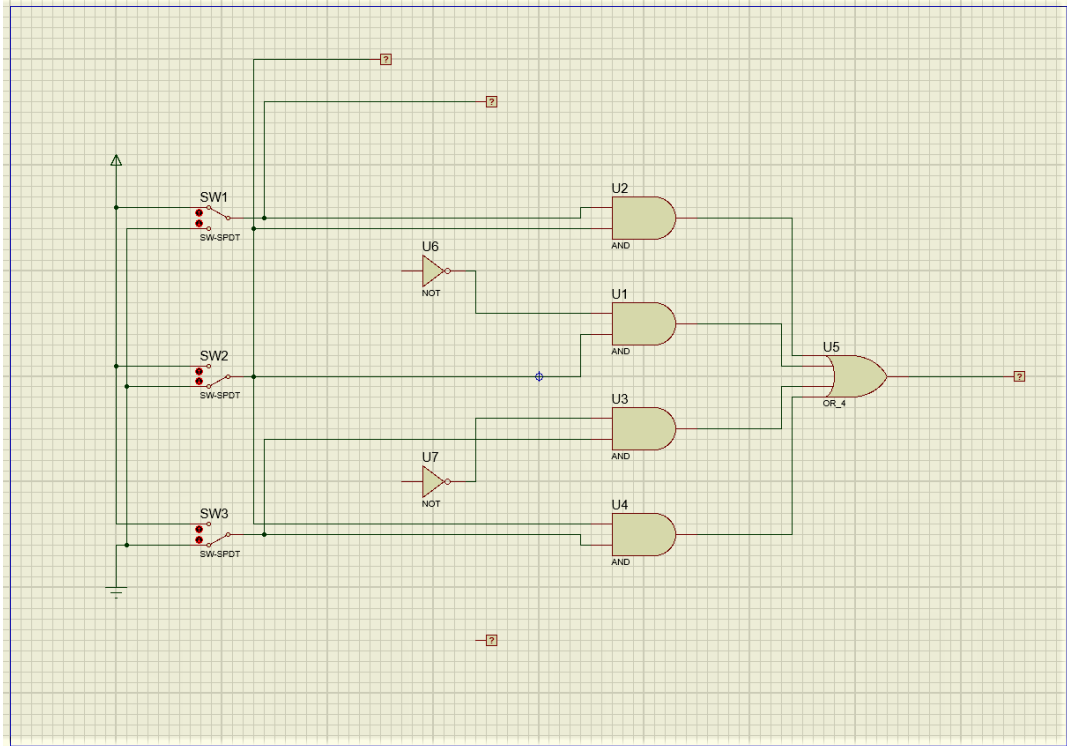 ?
?
SW1
SW-SPDT
U2
AND
U6
NOT
U1
AND
SW2
SW-SPDT
U5
OR_4
?
U3
AND
U7
NOT
U4
AND
SW3
SW-SPDT
?